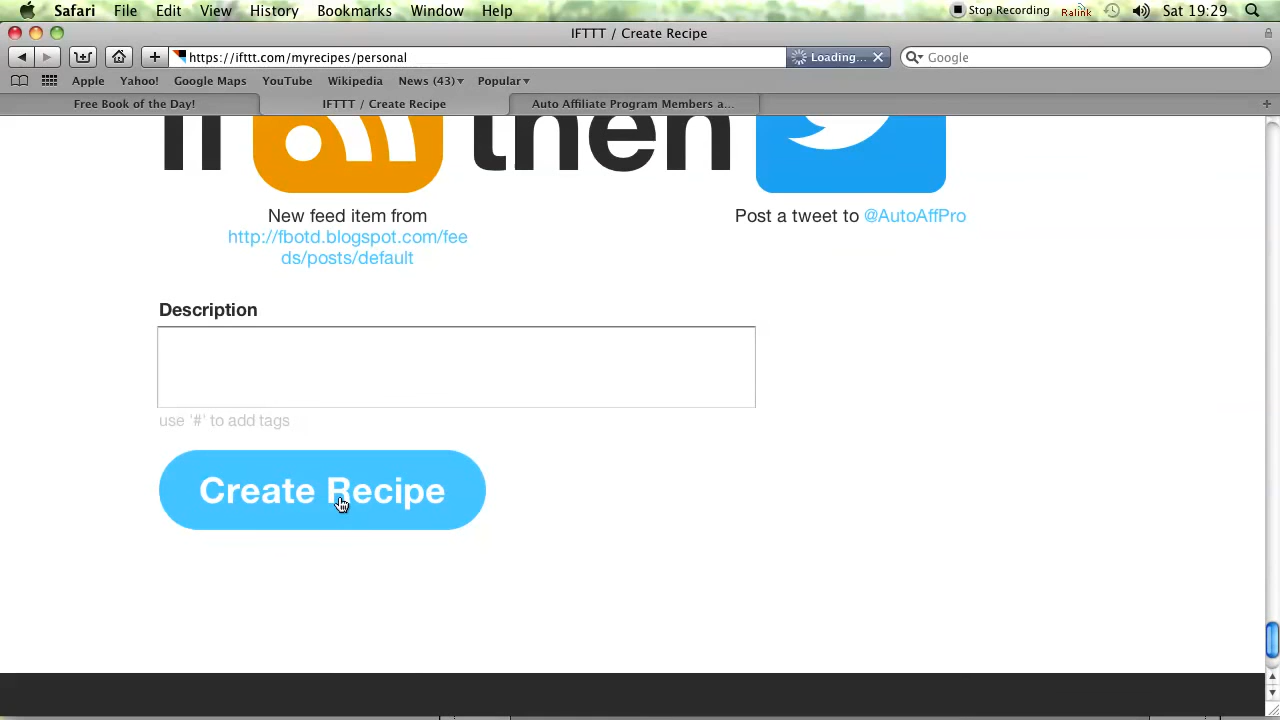 Safari File Edit View History Bookmarks Window Help Stop Recording Ralink Sat 19:29
IFTTT / Create Recipe
https://ifttt.com/myrecipes/personal Loading... Google
Apple Yahoo! Google Maps YouTube Wikipedia News (43) Popular
Free Book of the Day! IFTTT / Create Recipe Auto Affiliate Program Members a...
if then
New feed item from Post a tweet to @AutoAffPro
http://fbotd.blogspot.com/fee
ds/posts/default
Description
use '#' to add tags
Create Recipe